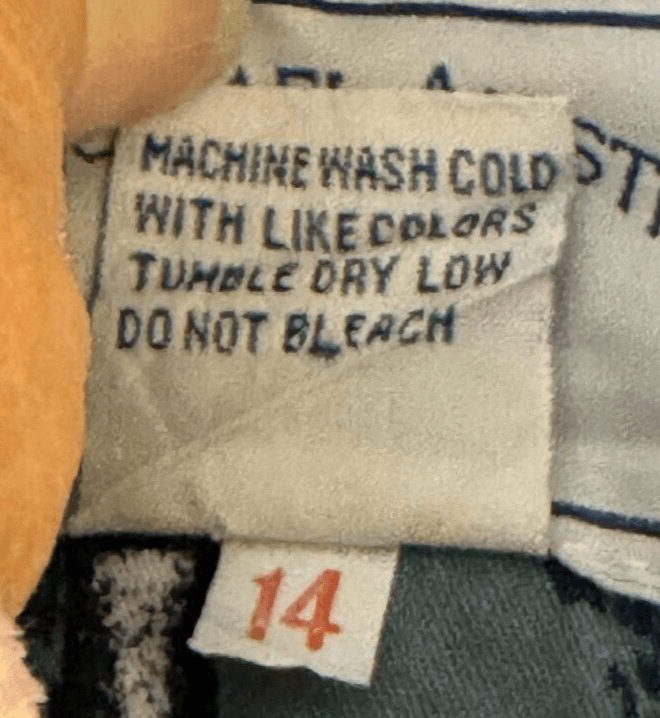 MACHINE WASH COLD
WITH LIKE COLORS
TUMBLE DRY LOW
DO NOT BLEACH
14